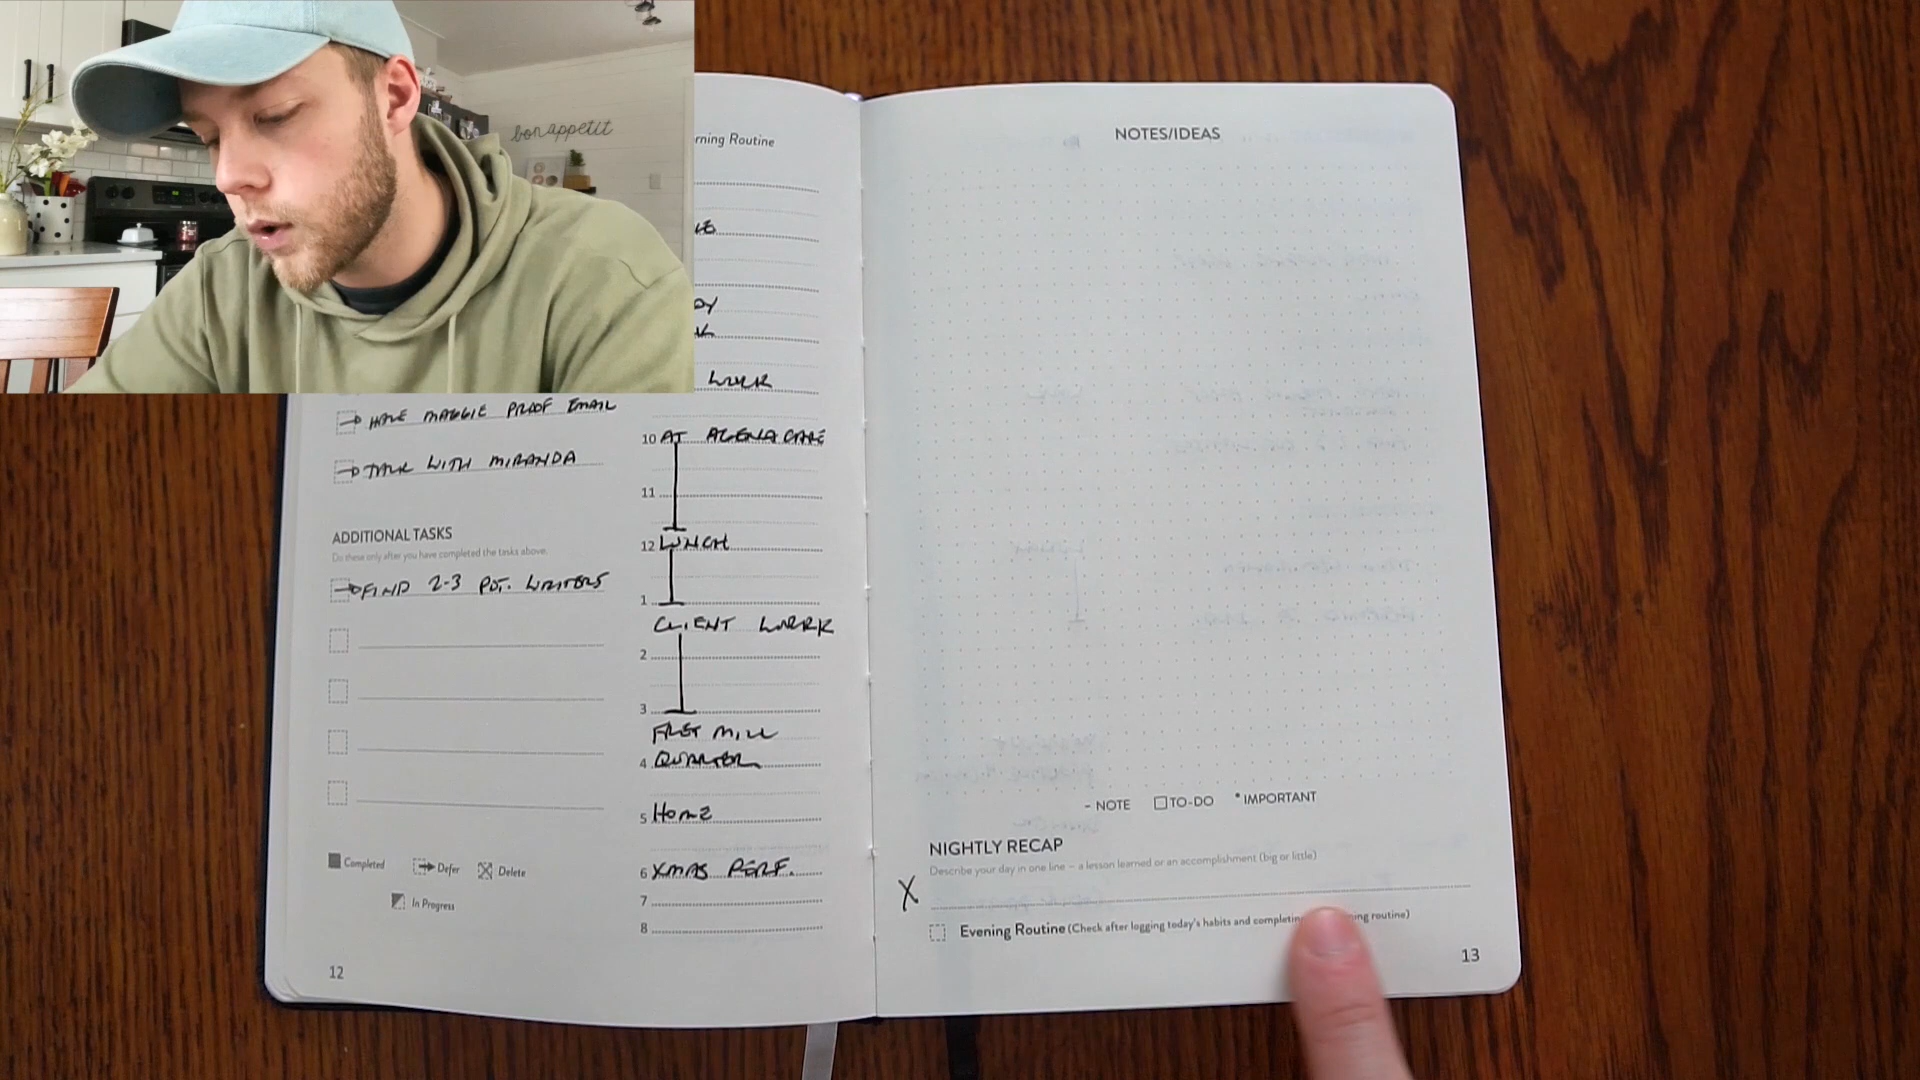 bon appetit
rning Routine
WORK
HAVE MAGGIE PROOF EMAIL
TALK WITH MIRANDA
ADDITIONAL TASKS
Do these only after you have completed the tasks above.
FIND 2-3 POT. WRITERS
Completed
Defer
Delete
In Progress
12
10 AT
11
12 LUNCH
1
CLIENT WORRK
2
3
MILL
4 QUARTER
5 HOME
6 XMAS PERF.
7
8
NOTES/IDEAS
- NOTE □ TO-DO * IMPORTANT
NIGHTLY RECAP
Describe your day in one line – a lesson learned or an accomplishment (big or little)
X
Evening Routine (Check after logging today's habits and completing ning routine)
13